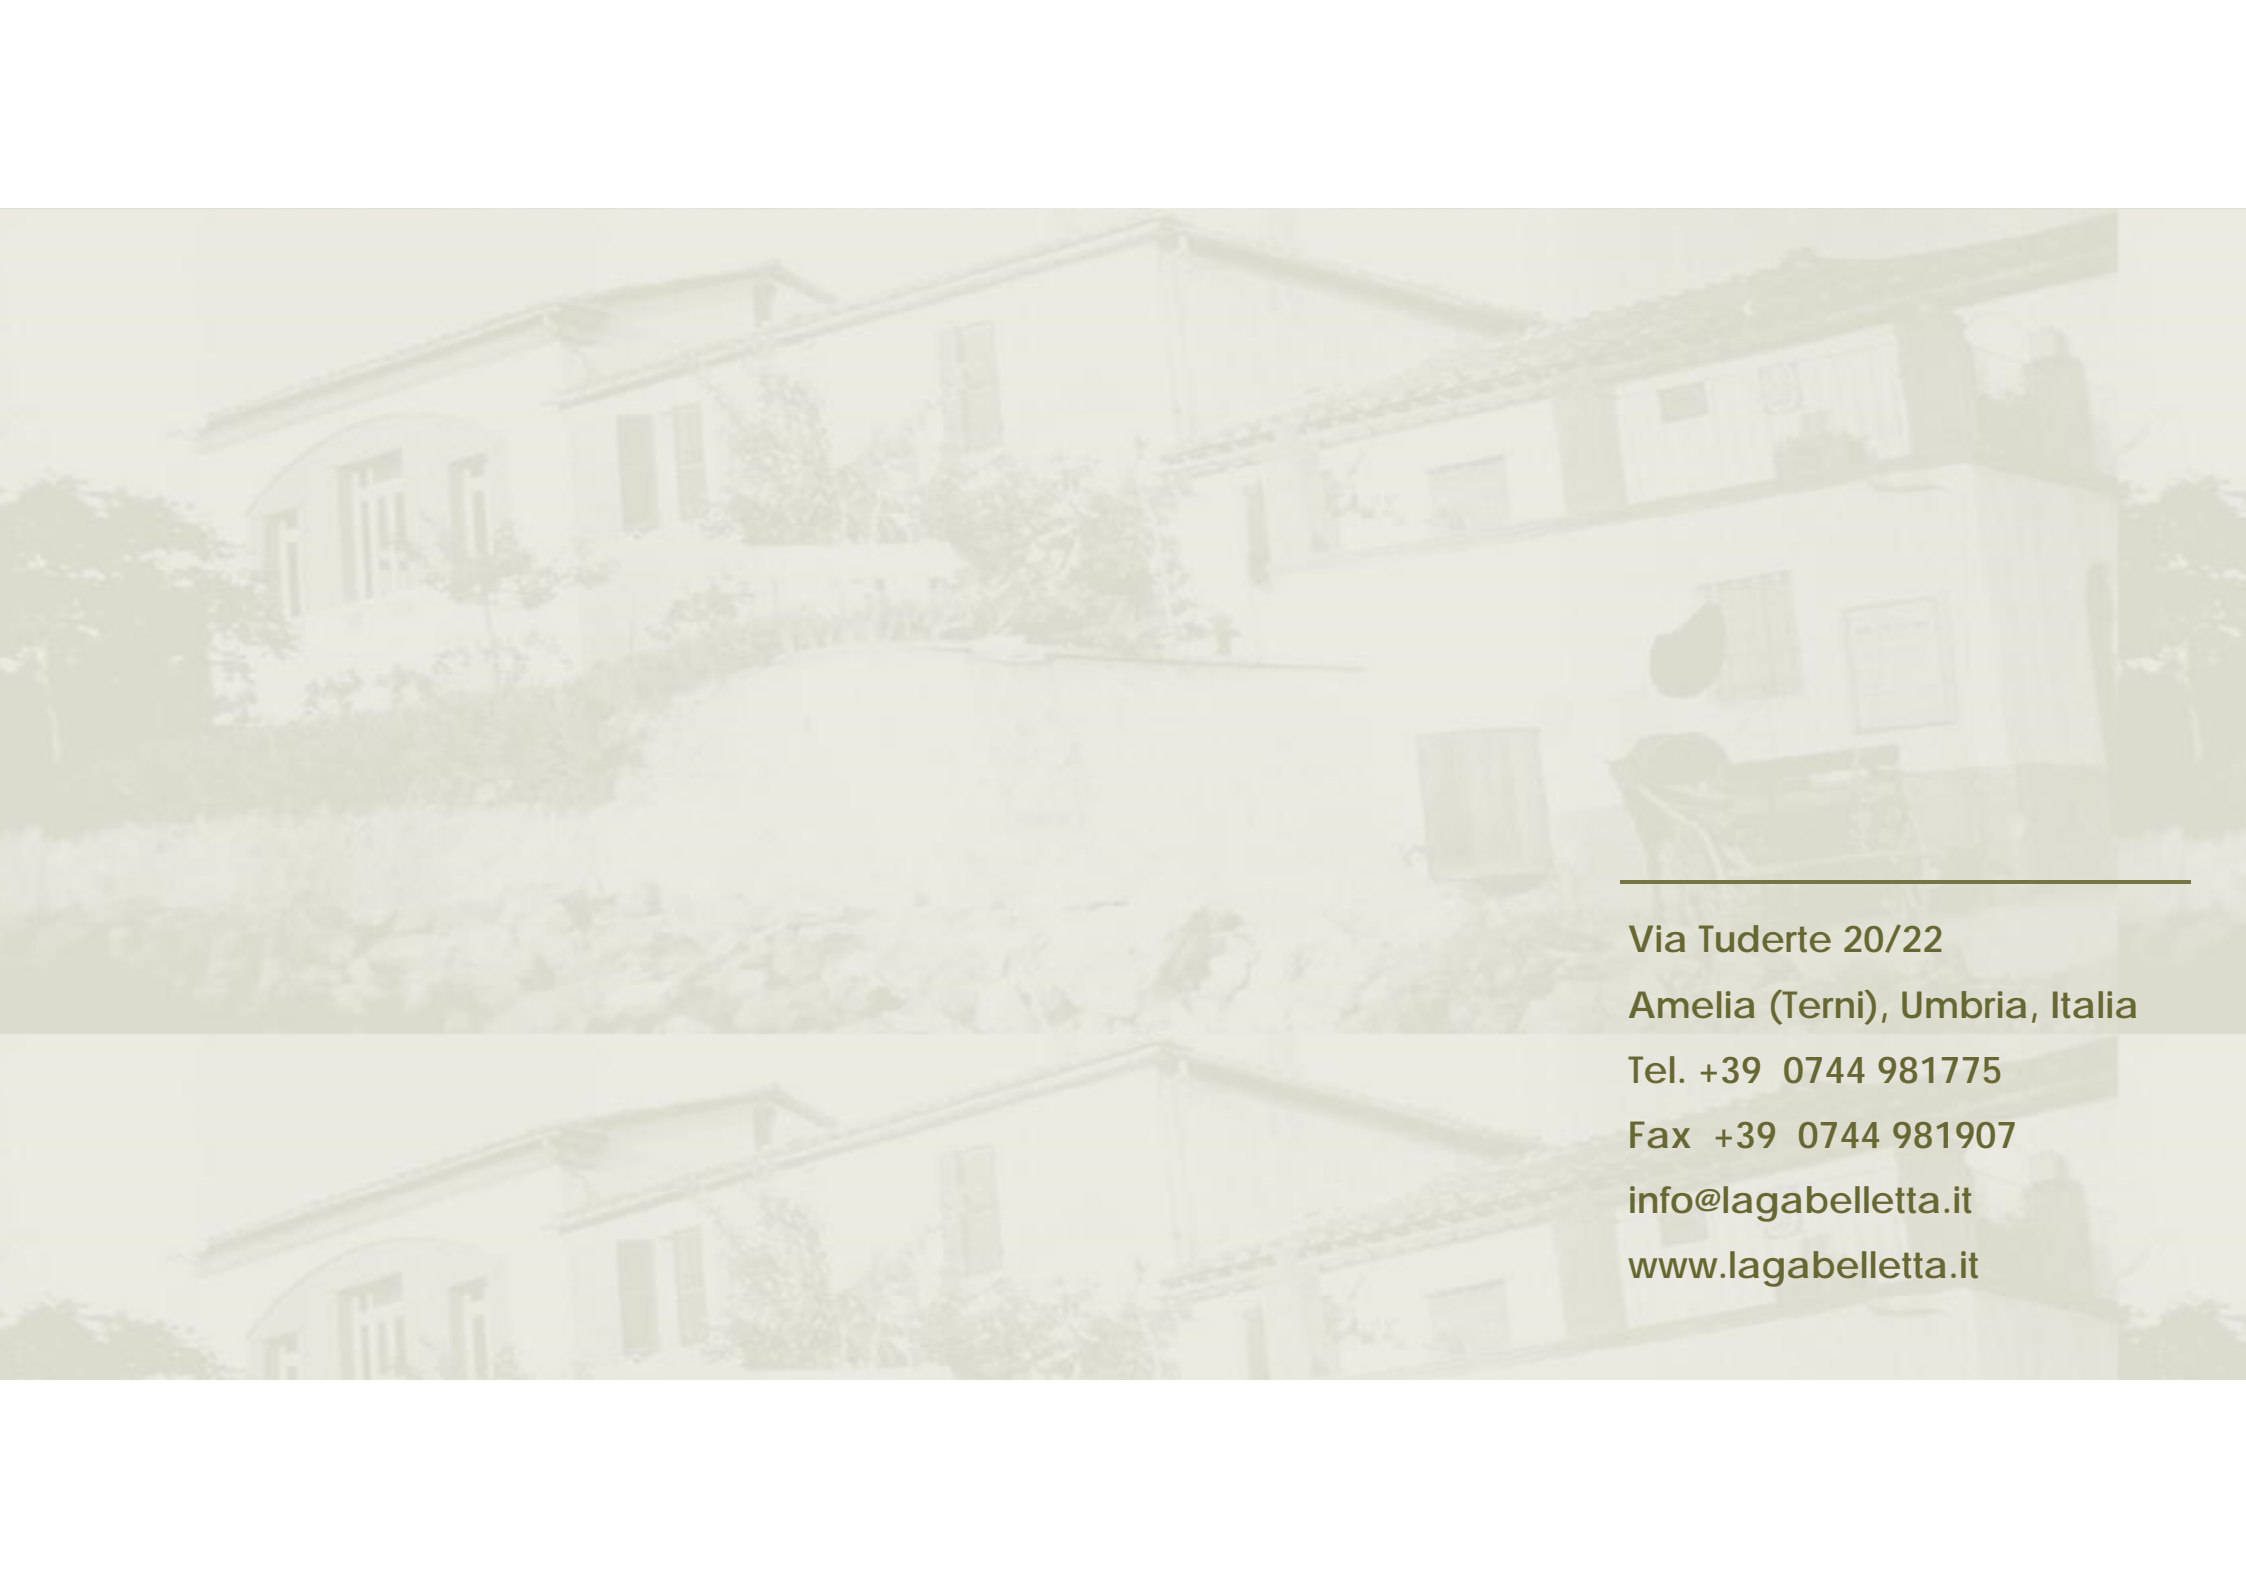 Via Tuderte 20/22
Amelia (Terni), Umbria, Italia
Tel. +39  0744 981775
Fax  +39  0744 981907
info@lagabelletta.it
www.lagabelletta.it